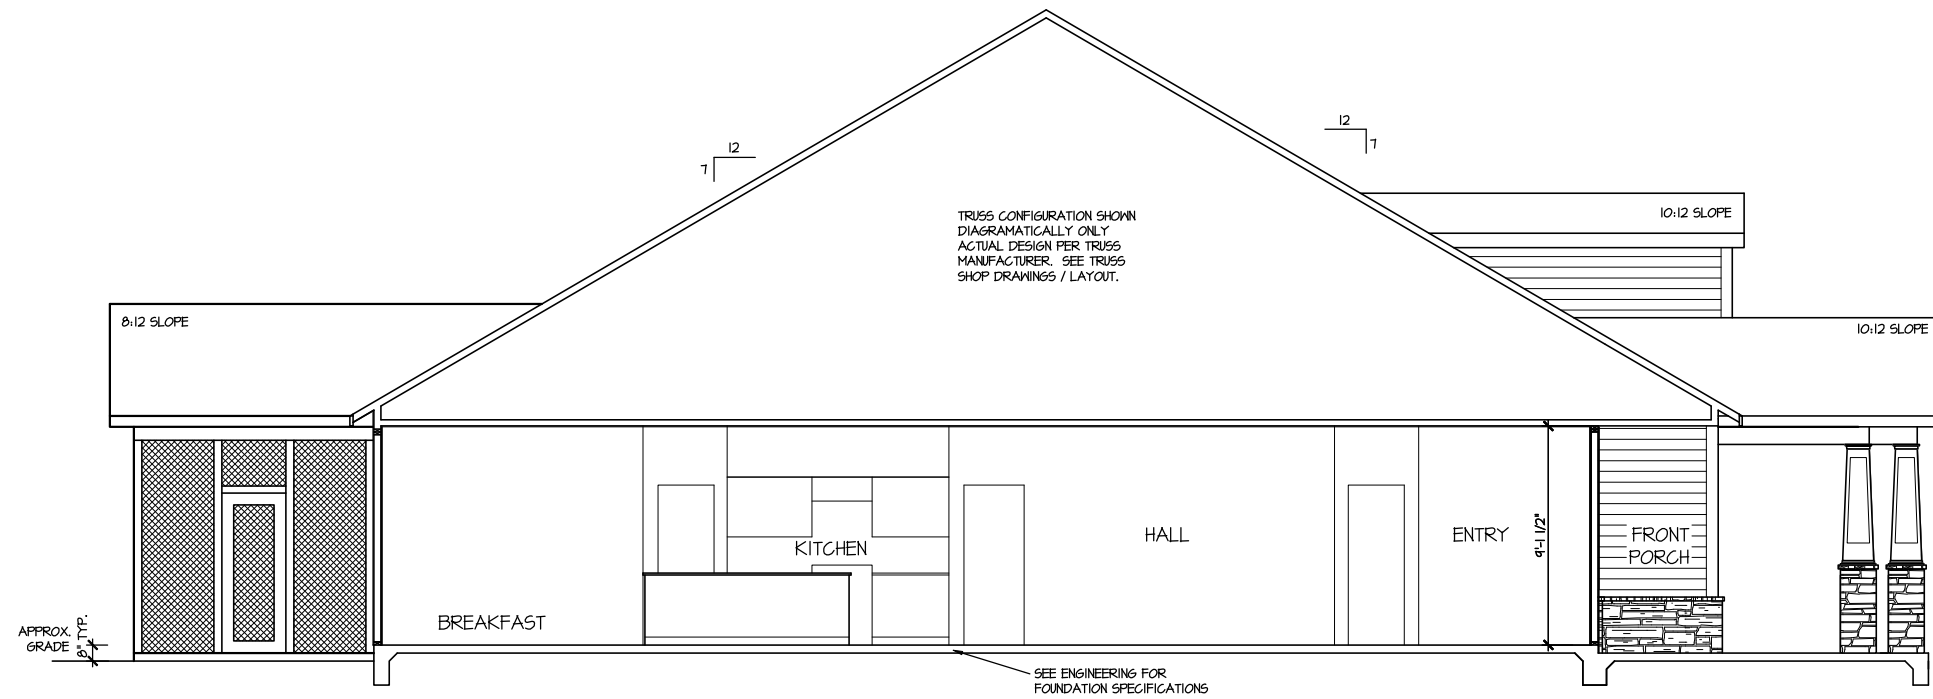 12
7
12
7
TRUSS CONFIGURATION SHOWN
DIAGRAMATICALLY ONLY
ACTUAL DESIGN PER TRUSS
MANUFACTURER. SEE TRUSS
SHOP DRAWINGS / LAYOUT.
10:12 SLOPE
8:12 SLOPE
10:12 SLOPE
KITCHEN
HALL
ENTRY
9'-1 1/2"
FRONT
PORCH
BREAKFAST
APPROX.
GRADE
8" TYP.
SEE ENGINEERING FOR
FOUNDATION SPECIFICATIONS